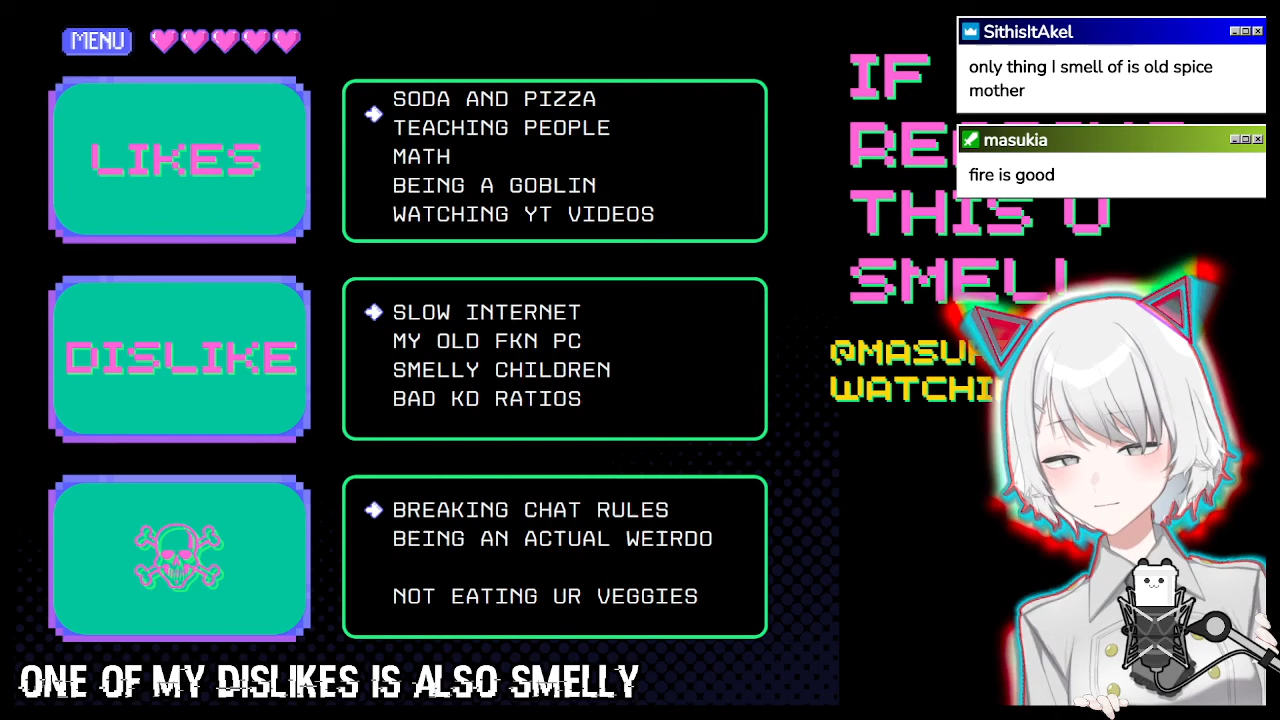 MENU
LIKES
SODA AND PIZZA
TEACHING PEOPLE
MATH
BEING A GOBLIN
WATCHING YT VIDEOS
DISLIKE
SLOW INTERNET
MY OLD FKN PC
SMELLY CHILDREN
BAD KD RATIOS
BREAKING CHAT RULES
BEING AN ACTUAL WEIRDO
NOT EATING UR VEGGIES
ONE OF MY DISLIKES IS ALSO SMELLY
IF
THIS U
SMELL
SithisItAkel
only thing I smell of is old spice
mother
masukia
fire is good